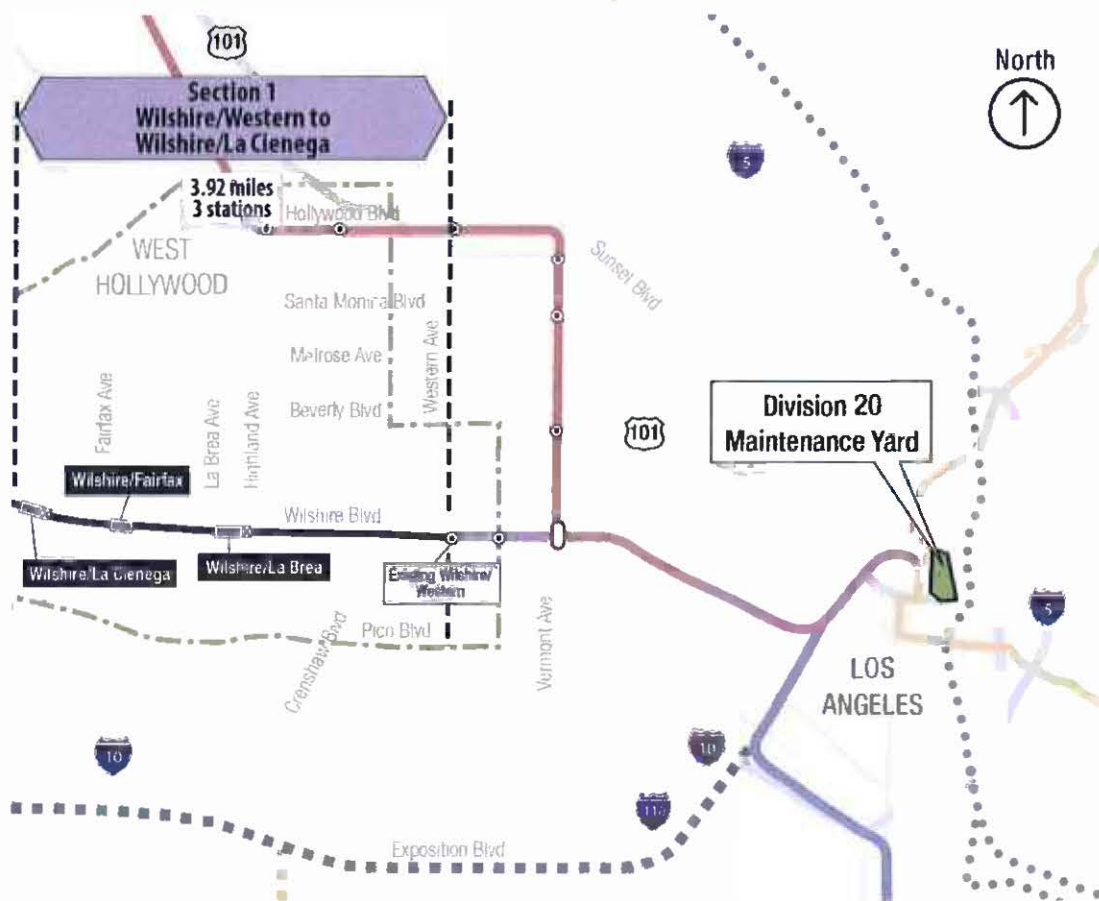 101
North
Section 1
Wilshire/Western to
Wilshire/La Cienega
5
3.92 miles
3 stations
Hollywood Blvd
WEST
HOLLYWOOD
Sunset Blvd
Santa Monica Blvd
Melrose Ave
Western Ave
Beverly Blvd
Fairfax Ave
La Brea Ave
Highland Ave
101
Division 20
Maintenance Yard
Wilshire/Fairfax
Wilshire Blvd
Wilshire/La Cienega
Wilshire/La Brea
Existing Wilshire/
Western
5
Pico Blvd
Crenshaw Blvd
Vermont Ave
LOS
ANGELES
10
10
110
Exposition Blvd